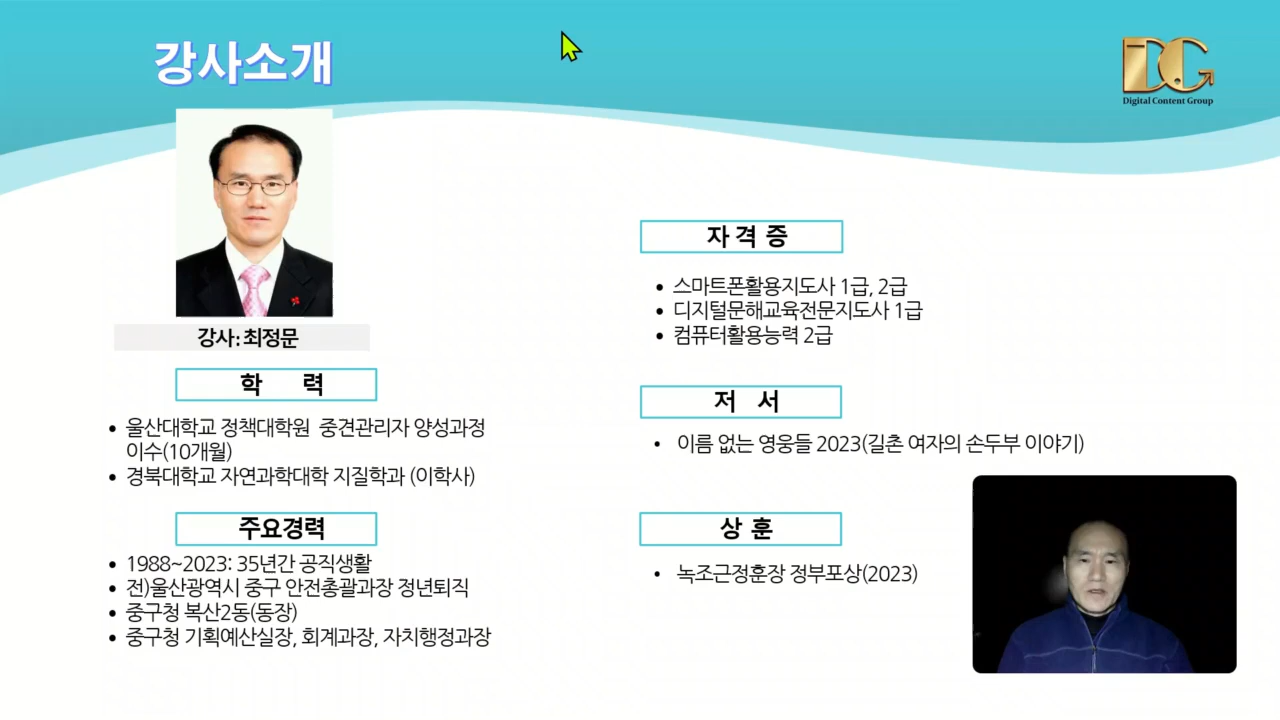 강사소개
DG
Digital Content Group
강사: 최정문
학 력
울산대학교 정책대학원 중견관리자 양성과정
이수(10개월)
경북대학교 자연과학대학 지질학과 (이학사)
주요경력
1988~2023: 35년간 공직생활
전)울산광역시 중구 안전총괄과장 정년퇴직
중구청 복산2동(동장)
중구청 기획예산실장, 회계과장, 자치행정과장
자 격 증
스마트폰활용지도사 1급, 2급
디지털문해교육전문지도사 1급
컴퓨터활용능력 2급
저 서
이름 없는 영웅들 2023(길촌 여자의 손두부 이야기)
상 훈
녹조근정훈장 정부포상(2023)